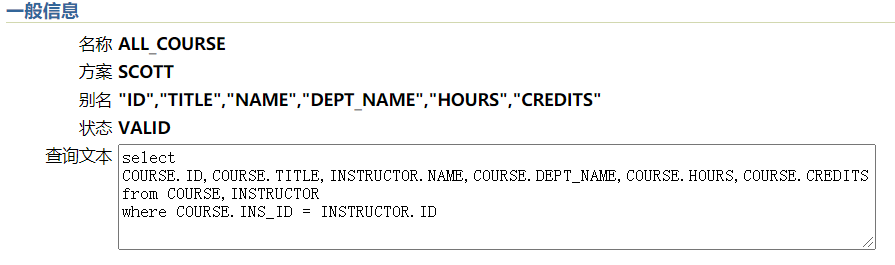 一般信息
名称 ALL_COURSE
方案 SCOTT
别名 "ID","TITLE","NAME","DEPT_NAME","HOURS","CREDITS"
状态 VALID
查询文本 select
COURSE.ID,COURSE.TITLE,INSTRUCTOR.NAME,COURSE.DEPT_NAME,COURSE.HOURS,COURSE.CREDITS
from COURSE,INSTRUCTOR
where COURSE.INS_ID = INSTRUCTOR.ID